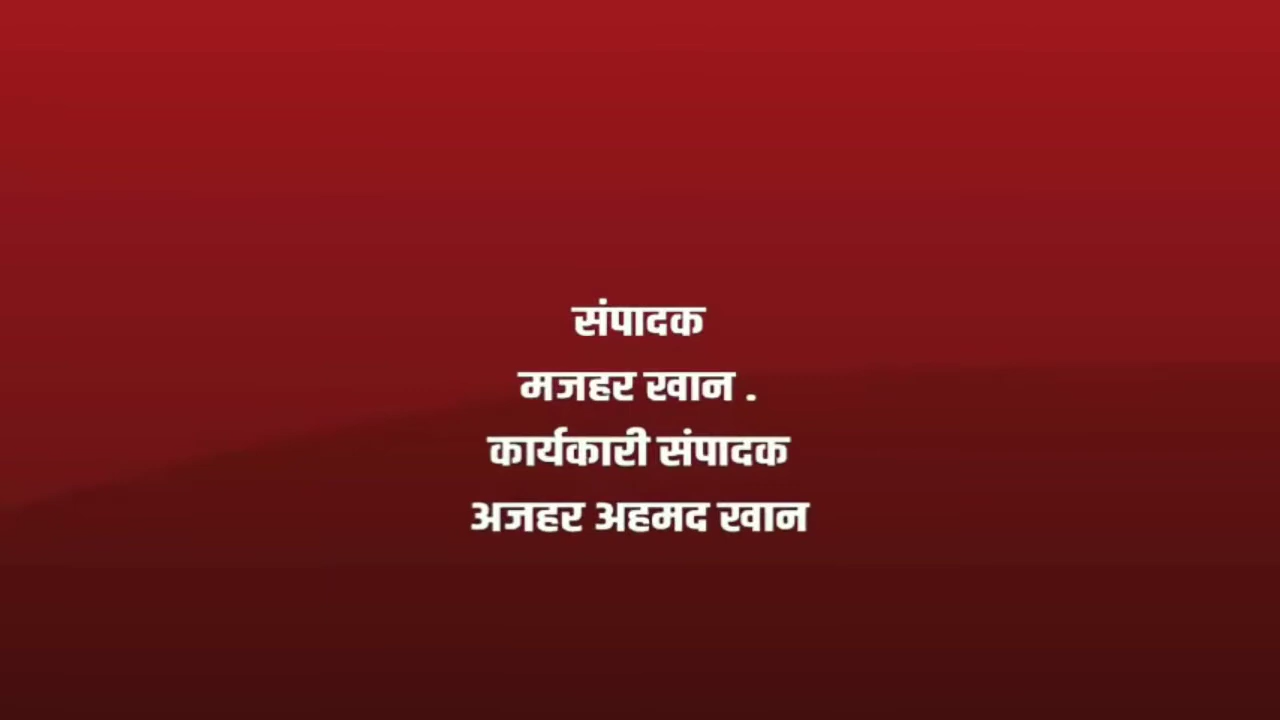 संपादक
मजहर खान .
कार्यकारी संपादक
अजहर अहमद खान